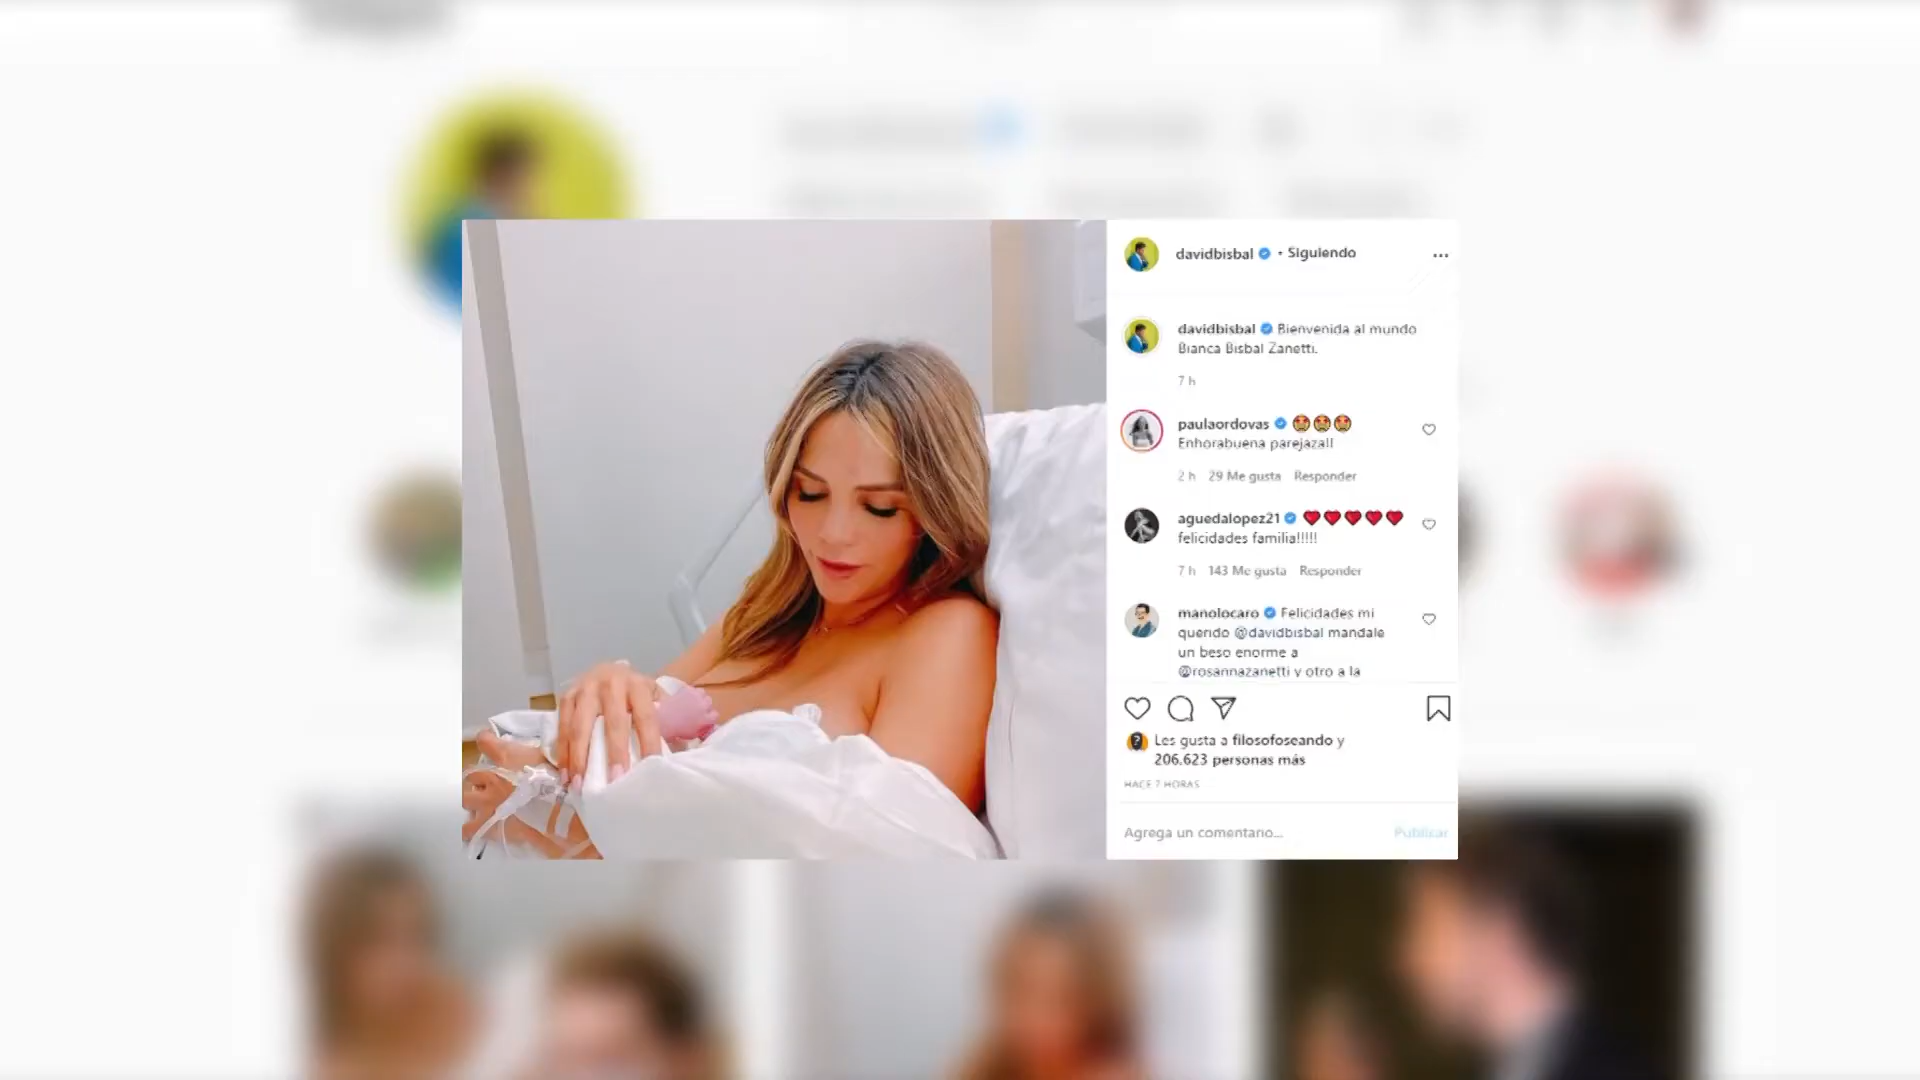 davidbisbal • Siguiendo
davidbisbal Bienvenida al mundo
Bianca Bisbal Zanetti.
7 h
paulaordovas
Enhorabuena parejaza!!
2 h 29 Me gusta Responder
aguedalopez21
felicidades familia!!!!!
7 h 143 Me gusta Responder
manolocaro Felicidades mi
querido @davidbisbal mandale
un beso enorme a
@rosannazanetti y otro a la
Les gusta a filosofoseando y
206.623 personas más
HACE 7 HORAS
Agrega un comentario...
Publicar